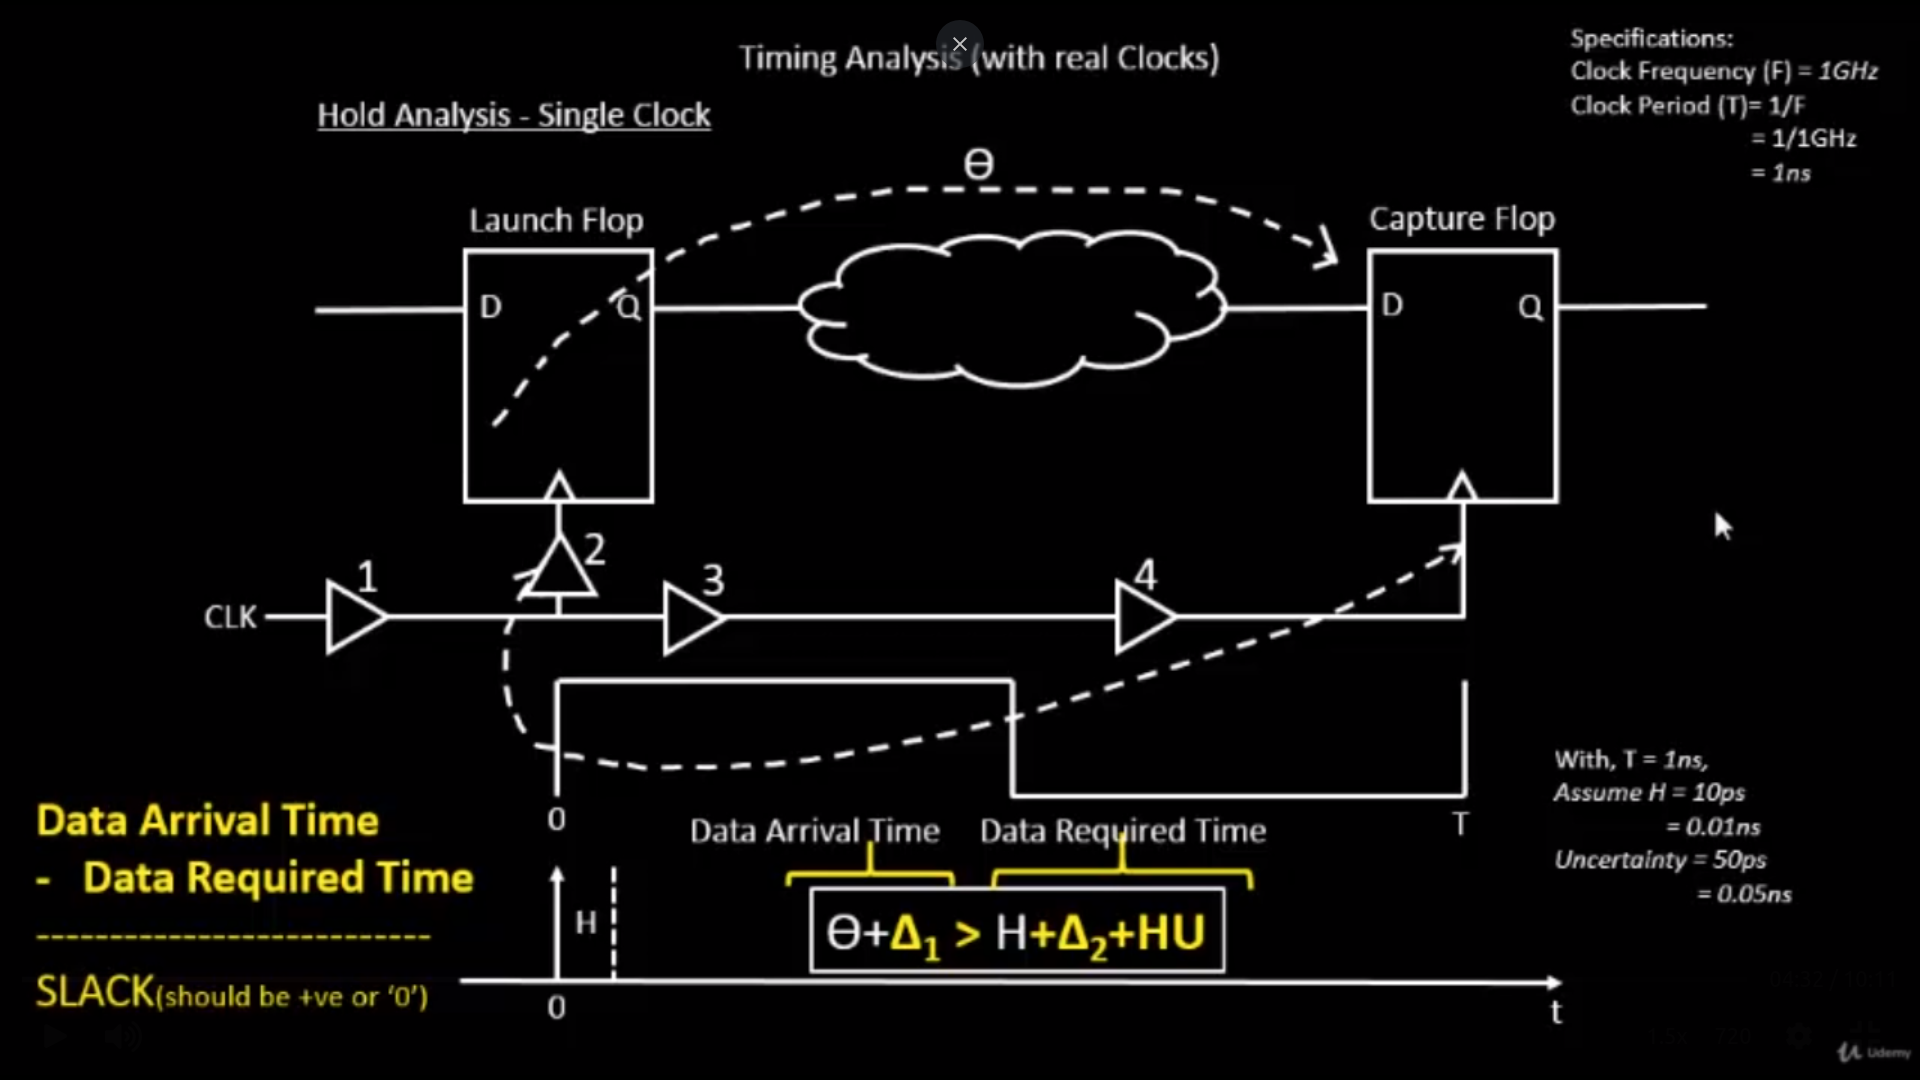 Timing Analysis (with real Clocks)
Specifications:
Clock Frequency (F) = 1GHz
Clock Period (T)= 1/F
= 1/1GHz
= 1ns
Hold Analysis - Single Clock
Ө
Launch Flop
Capture Flop
D
Q
D
Q
1
2
3
4
CLK
0
T
With, T = 1ns,
Assume H = 10ps
= 0.01ns
Uncertainty = 50ps
= 0.05ns
Data Arrival Time
- Data Required Time
---------------------------
SLACK(should be +ve or ‘0’)
Data Arrival Time
Data Required Time
H
Ө+Δ₁ > H+Δ₂+HU
0
t
Udemy